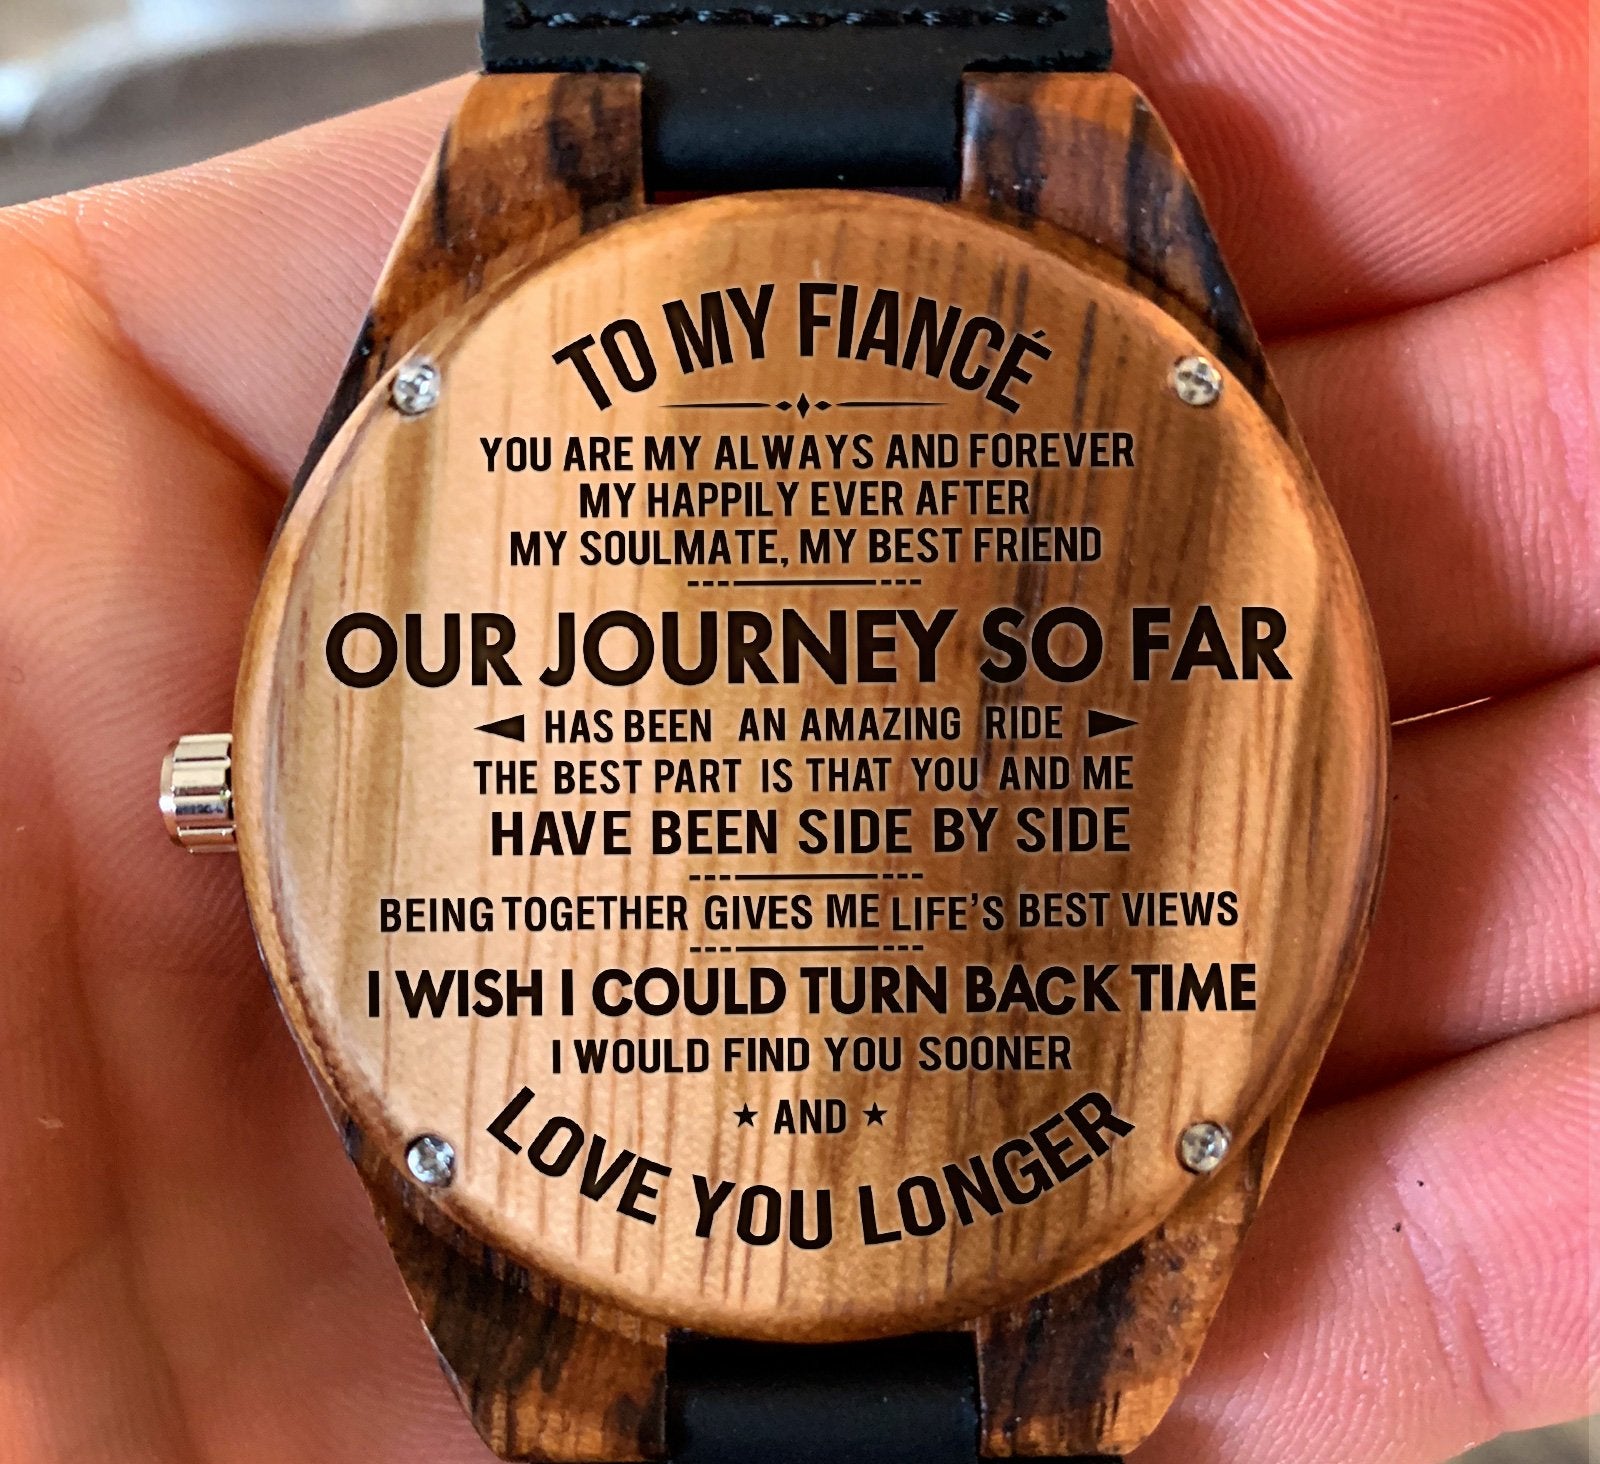 TO MY FIANCÉ
YOU ARE MY ALWAYS AND FOREVER
MY HAPPILY EVER AFTER
MY SOULMATE, MY BEST FRIEND
OUR JOURNEY SO FAR
HAS BEEN AN AMAZING RIDE
THE BEST PART IS THAT YOU AND ME
HAVE BEEN SIDE BY SIDE
BEING TOGETHER GIVES ME LIFE'S BEST VIEWS
I WISH I COULD TURN BACK TIME
I WOULD FIND YOU SOONER
★ AND ★
LOVE YOU LONGER